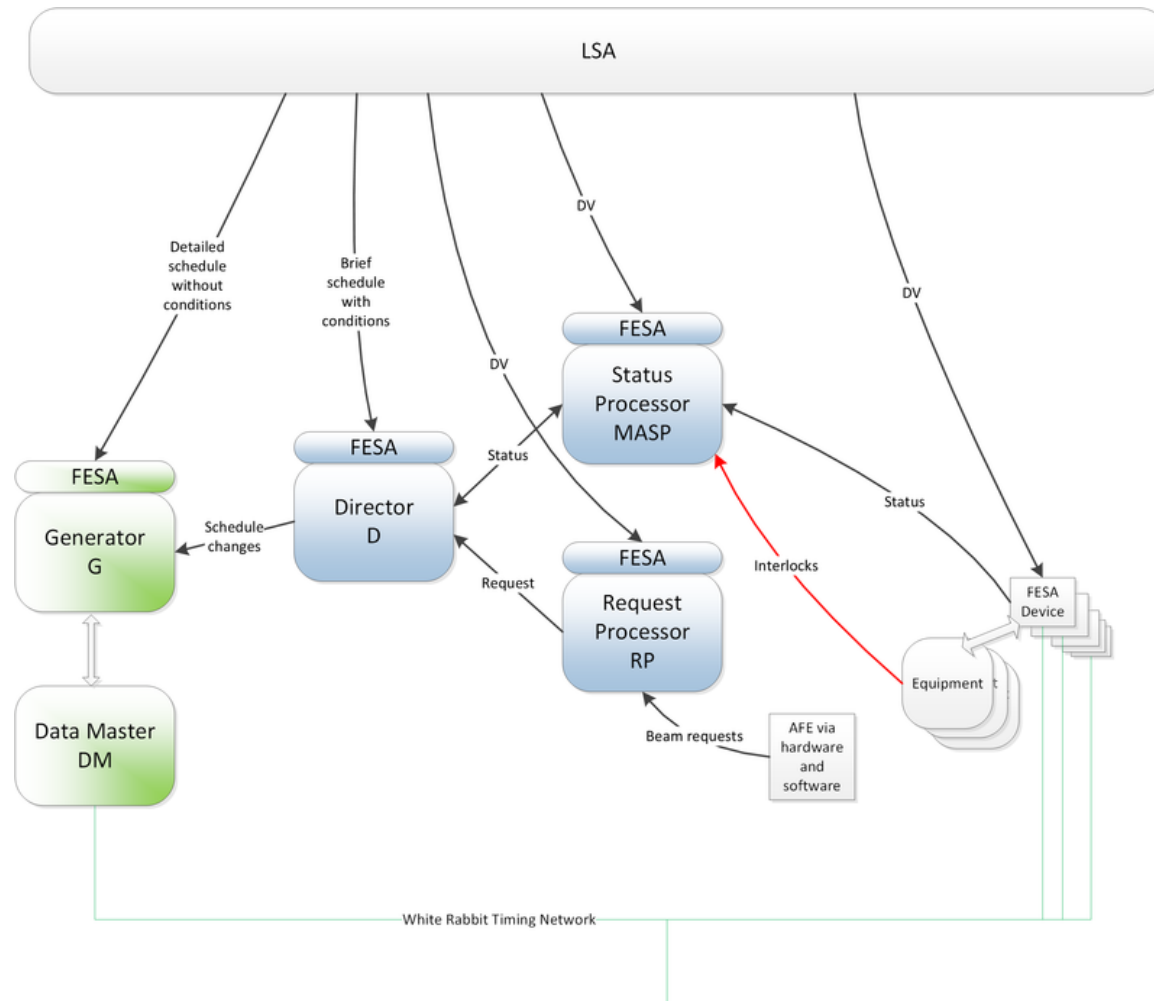 LSA
DV
Detailed
schedule
without
conditions
Brief
schedule
with
conditions
DV
FESA
DV
Status
Processor
MASP
FESA
Status
FESA
Director
D
Status
Generator
G
Schedule
changes
FESA
Interlocks
Request
Request
Processor
RP
FESA
Device
Equipment
t
Data Master
DM
Beam requests
AFE via
hardware
and
software
White Rabbit Timing Network